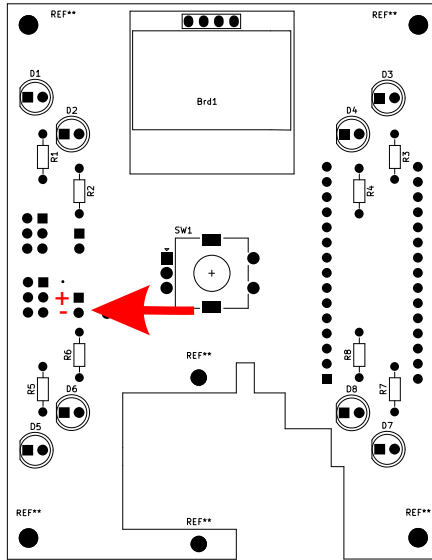 REF**
REF**
D1
D3
Brd1
D2
D4
R1
R3
R2
R4
SW1
+
-
R6
R8
REF**
R5
R7
D6
D8
D5
D7
REF**
REF**
REF**